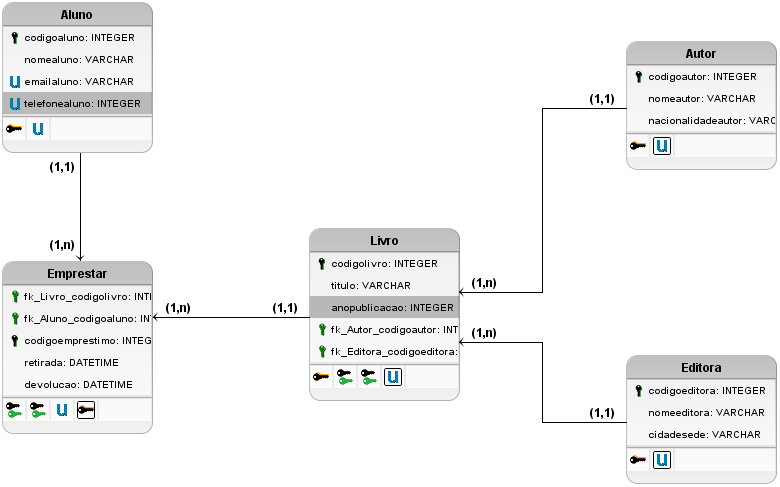 Aluno
codigoaluno: INTEGER
nomealuno: VARCHAR
emailaluno: VARCHAR
telefonealuno: INTEGER
(1,1)
(1,n)
Emprestar
fk_Livro_codigolivro: INTI
fk_Aluno_codigoaluno: INT
codigoemprestimo: INTEG
retirada: DATETIME
devolucao: DATETIME
(1,n)
(1,1)
Livro
codigolivro: INTEGER
titulo: VARCHAR
anopublicacao: INTEGER
fk_Autor_codigoautor: INT
fk_Editora_codigoeditora:
(1,n)
(1,1)
Autor
codigoautor: INTEGER
nomeautor: VARCHAR
nacionalidadeautor: VARC
(1,n)
(1,1)
Editora
codigoeditora: INTEGER
nomeeditora: VARCHAR
cidadesede: VARCHAR